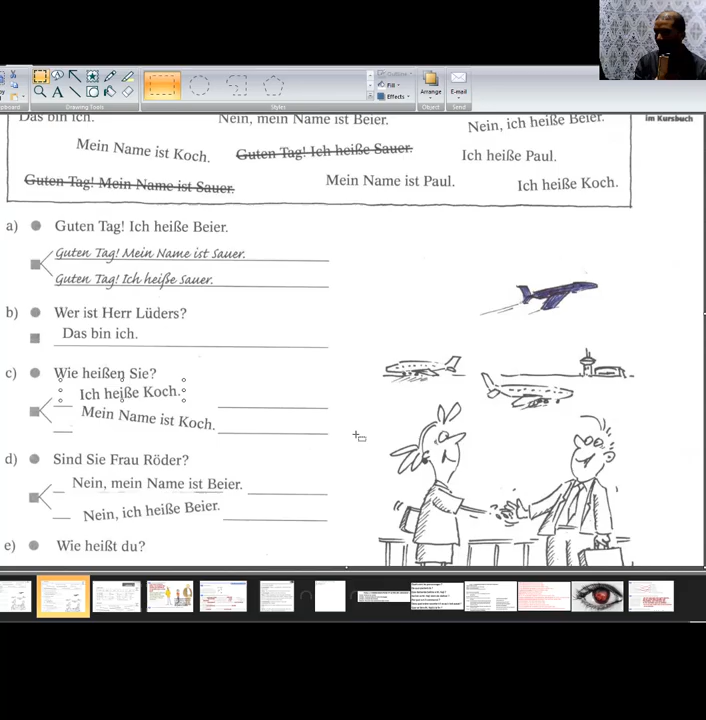 Arrange
E-mail
Fill
Effects
Drawing Tools
Styles
Object
Send
Das bin ich.
Nein, mein Name ist Beier.
Nein, ich heiße Beier.
im Kursbuch
Mein Name ist Koch.
Guten Tag! Ich heiße Sauer.
Ich heiße Paul.
Guten Tag! Mein Name ist Sauer.
Mein Name ist Paul.
Ich heiße Koch.
a) Guten Tag! Ich heiße Beier.
Guten Tag! Mein Name ist Sauer.
Guten Tag! Ich heiße Sauer.
b) Wer ist Herr Lüders?
Das bin ich.
c) Wie heißen Sie?
Ich heiße Koch.
Mein Name ist Koch.
d) Sind Sie Frau Röder?
Nein, mein Name ist Beier.
Nein, ich heiße Beier.
e) Wie heißt du?